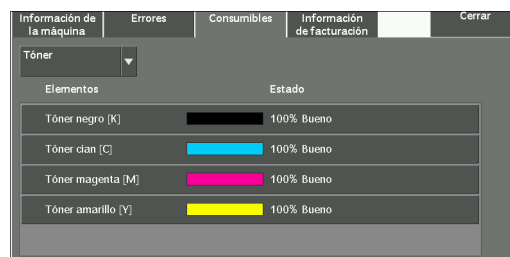 Información de la máquina
Errores
Consumibles
Información de facturación
Cerrar
Tóner
Elementos Estado
Tóner negro [K] 100% Bueno
Tóner cian [C] 100% Bueno
Tóner magenta [M] 100% Bueno
Tóner amarillo [Y] 100% Bueno